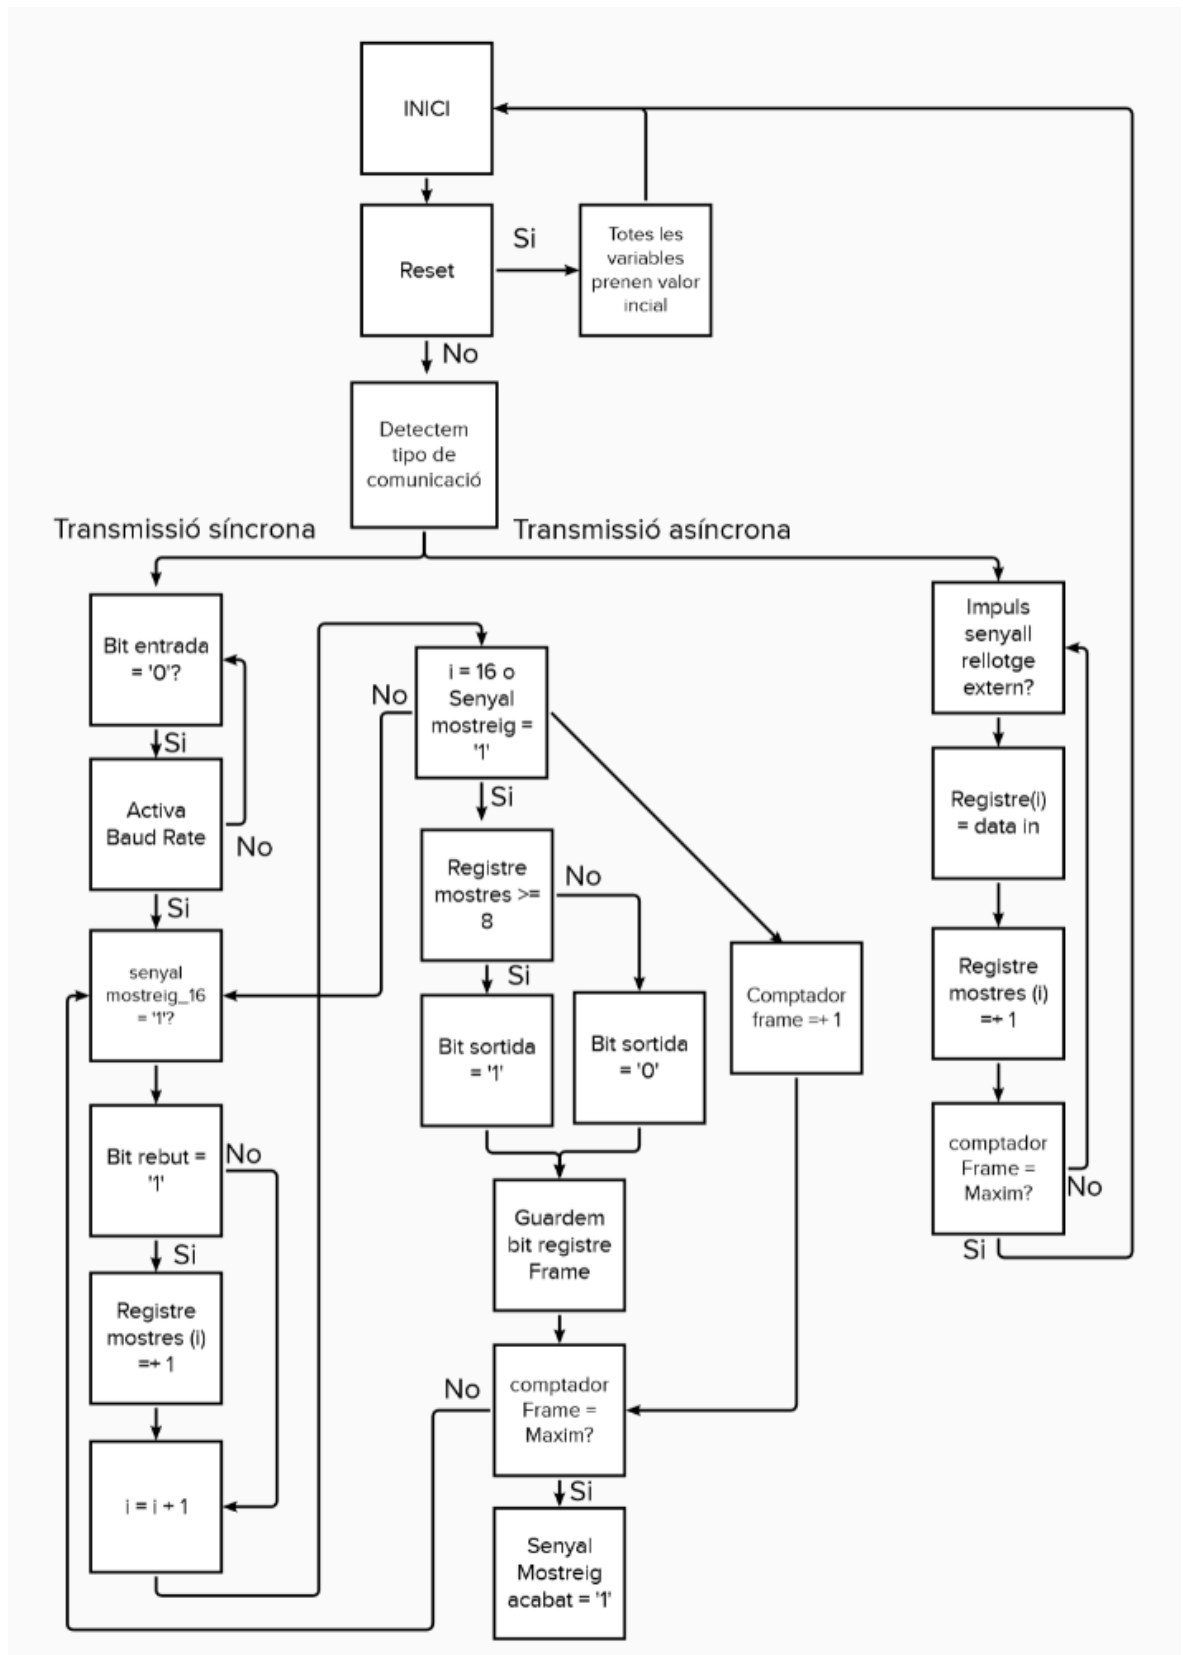 INICI
Reset
Si
Totes les
variables
prenen valor
incial
No
Detectem
tipo de
comunicació
Transmissió síncrona
Transmissió asíncrona
Bit entrada
= '0'?
Si
Activa
Baud Rate
No
Si
senyal
mostreig_16
= '1'?
Bit rebut =
'1'
No
Si
Registre
mostres (i)
=+ 1
i = i + 1
i = 16 o
Senyal
mostreig =
'1'
No
Si
Registre
mostres >=
8
No
Si
Bit sortida
= '1'
Bit sortida
= '0'
Comptador
frame =+ 1
Guardem
bit registre
Frame
comptador
Frame =
Maxim?
No
Si
Senyal
Mostreig
acabat = '1'
Impuls
senyall
rellotge
extern?
Registre(i)
= data in
Registre
mostres (i)
=+ 1
comptador
Frame =
Maxim?
No
Si